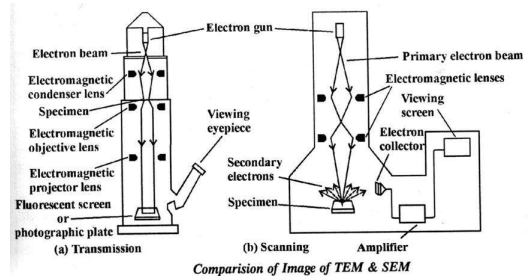 Electron gun
Electron beam
Electromagnetic
condenser lens
Specimen
Electromagnetic
objective lens
Electromagnetic
projector lens
Fluorescent screen
or
photographic plate
Viewing
eyepiece
(a) Transmission
Primary electron beam
Electromagnetic lenses
Viewing
screen
Electron
collector
Secondary
electrons
Specimen
(b) Scanning
Amplifier
Comparision of Image of TEM & SEM